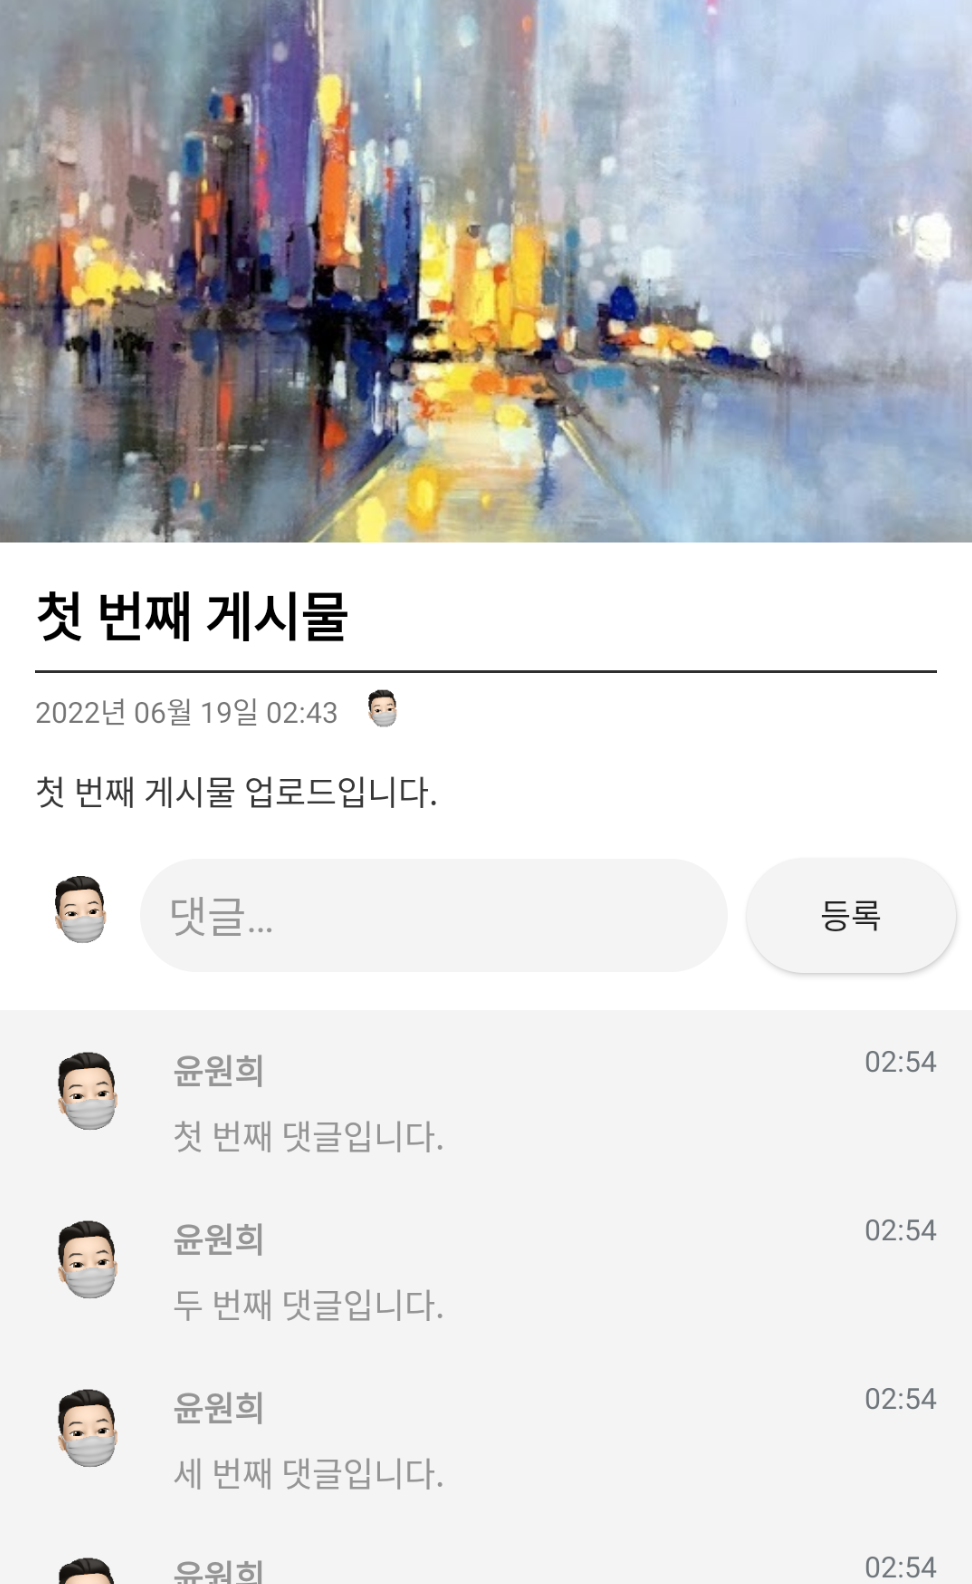 첫 번째 게시물
2022년 06월 19일 02:43
첫 번째 게시물 업로드입니다.
댓글...
등록
윤원희
02:54
첫 번째 댓글입니다.
윤원희
02:54
두 번째 댓글입니다.
윤원희
02:54
세 번째 댓글입니다.
윤원희
02:54